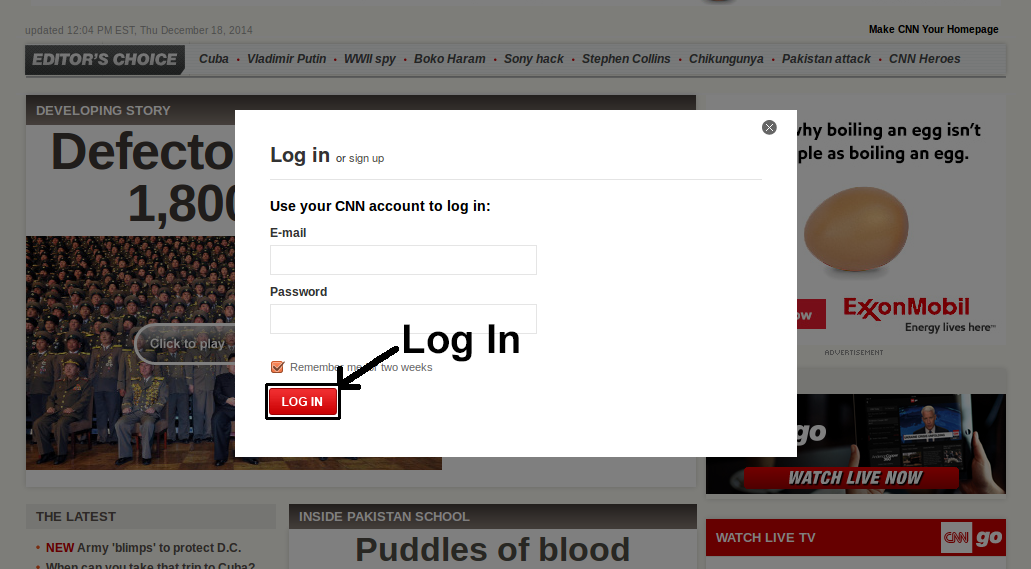 updated 12:04 PM EST, Thu December 18, 2014
Make CNN Your Homepage
EDITOR'S CHOICE
Cuba • Vladimir Putin • WWII spy • Boko Haram • Sony hack • Stephen Collins • Chikungunya • Pakistan attack • CNN Heroes
DEVELOPING STORY
Defecto
1,800
Click to play
Log in or sign up
Use your CNN account to log in:
E-mail
Password
Log In
Remember me for two weeks
LOG IN
why boiling an egg isn't
ple as boiling an egg.
ow
ExxonMobil
Energy lives here™
ADVERTISEMENT
go
WATCH LIVE NOW
THE LATEST
NEW Army 'blimps' to protect D.C.
When can you take that trip to Cuba?
INSIDE PAKISTAN SCHOOL
Puddles of blood
WATCH LIVE TV
CNN go